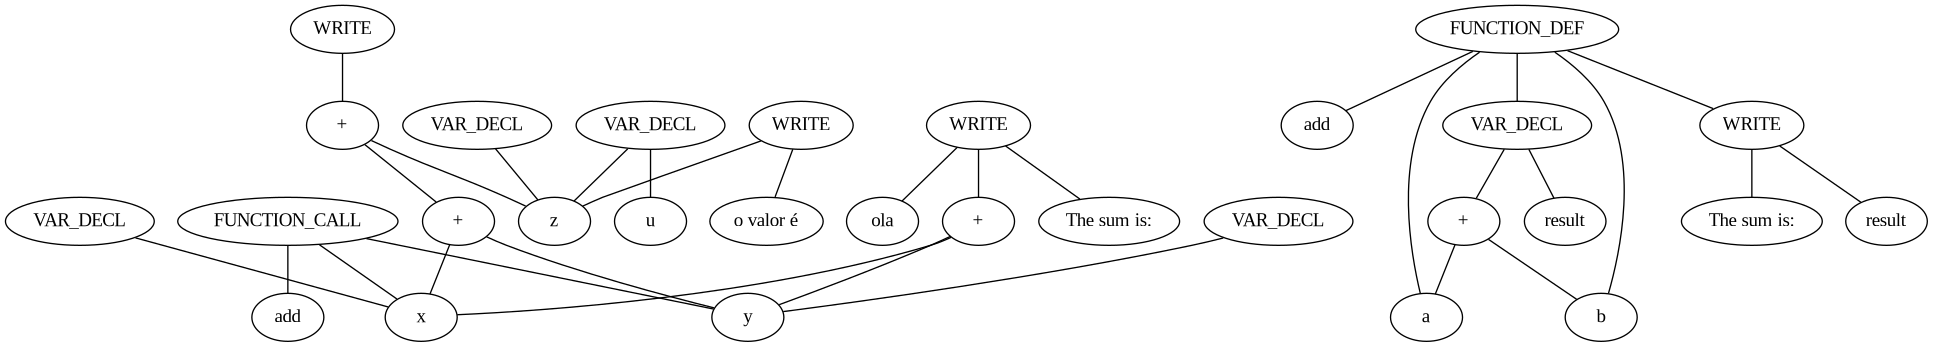 WRITE
FUNCTION_DEF
+
VAR_DECL
VAR_DECL
WRITE
WRITE
add
VAR_DECL
WRITE
VAR_DECL
FUNCTION_CALL
+
z
u
o valor é
ola
+
The sum is:
VAR_DECL
+
result
The sum is:
result
add
x
y
a
b